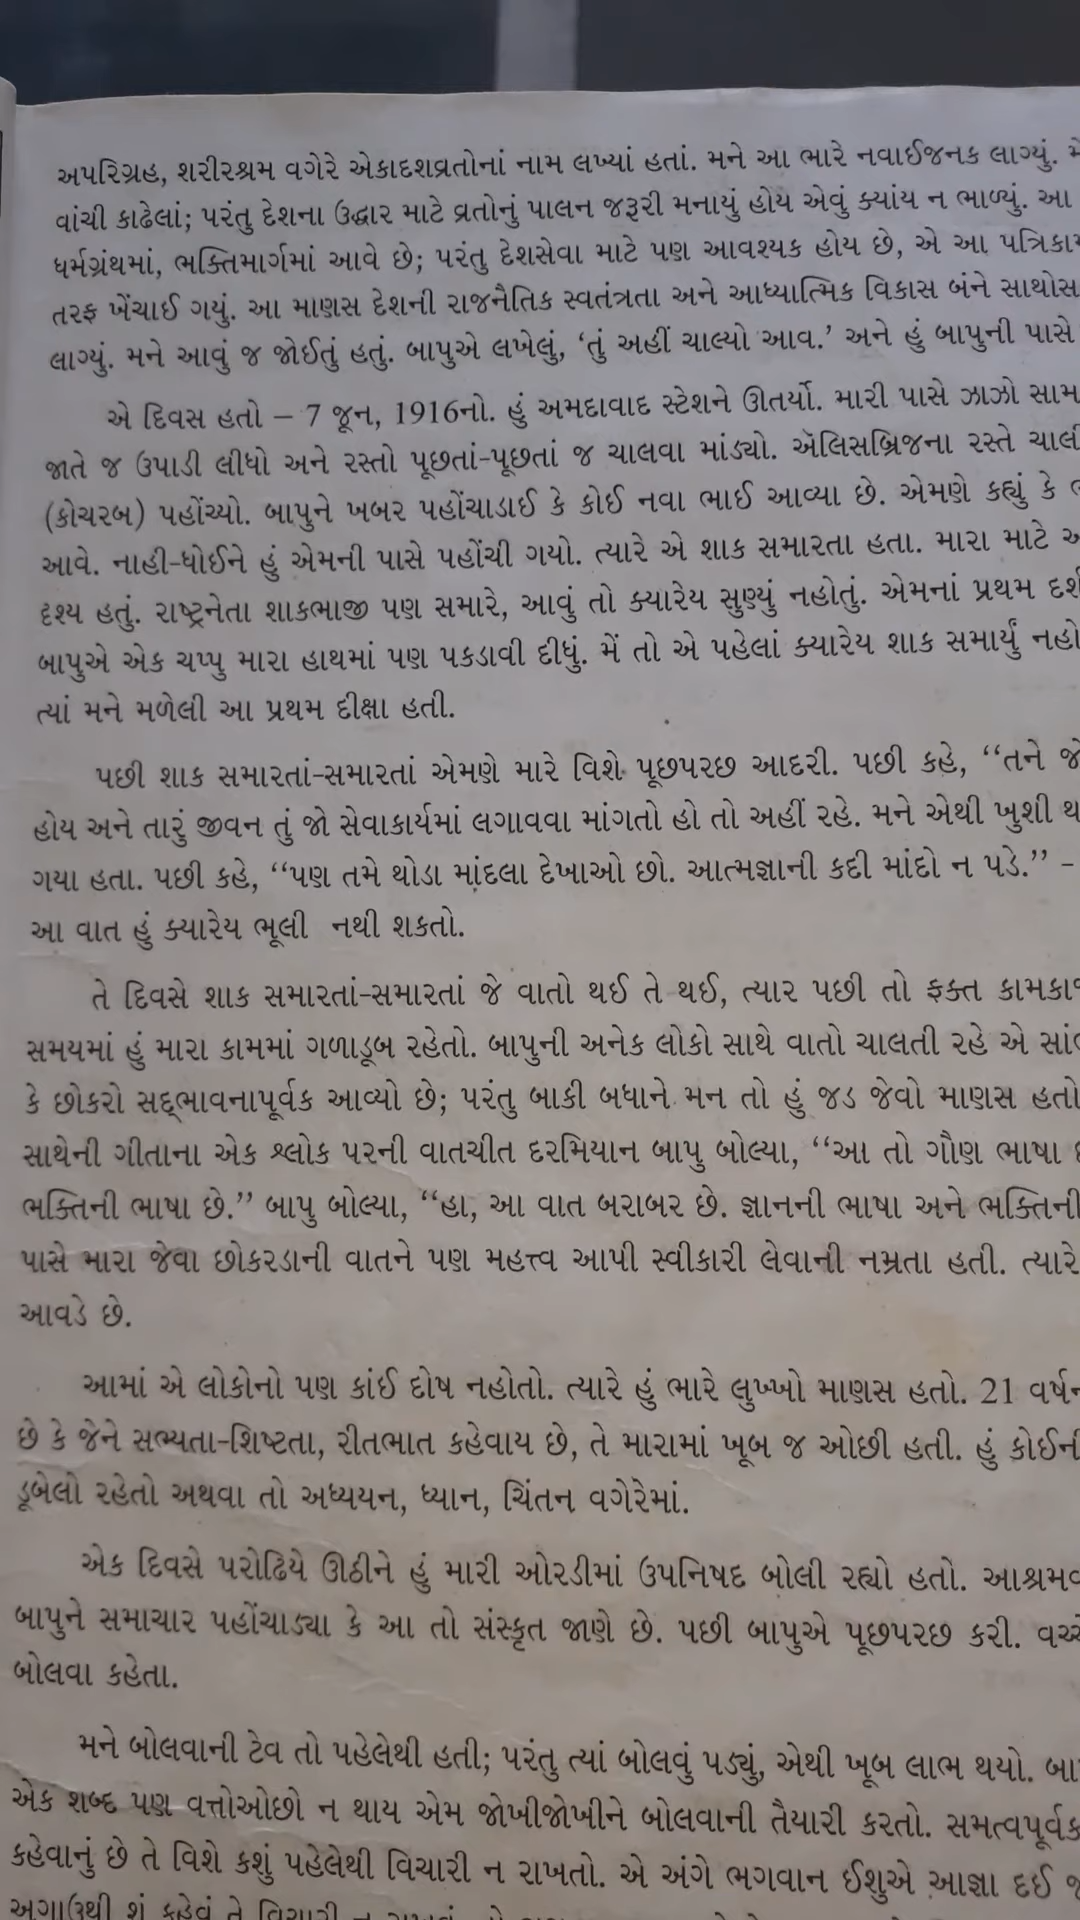 અપરિગ્રહ, શરીરશ્રમ વગેરે એકાદશવ્રતોનાં નામ લખ્યાં હતાં. મને આ ભારે નવાઈજનક લાગ્યું.
વાંચી કાઢેલાં; પરંતુ દેશના ઉદ્ધાર માટે વ્રતોનું પાલન જરૂરી મનાયું હોય એવું ક્યાંય ન ભાળ્યું. આ
ધર્મગ્રંથમાં, ભક્તિમાર્ગમાં આવે છે; પરંતુ દેશસેવા માટે પણ આવશ્યક હોય છે, એ આ
તરફ ખેંચાઈ ગયું. આ માણસ દેશની રાજનૈતિક સ્વતંત્રતા અને આધ્યાત્મિક વિકાસ બંને
લાગ્યું. મને આવું જ જોઈતું હતું. બાપુએ લખેલું, ‘તું અહીં ચાલ્યો આવ.’ અને હું બાપુની પાસે
એ દિવસ હતો – 7 જૂન, 1916નો. હું અમદાવાદ સ્ટેશને ઊતર્યો. મારી પાસે ઝાઝો
જાતે જ ઉપાડી લીધો અને રસ્તો પૂછતાં-પૂછતાં જ ચાલવા માંડ્યો. ઍલિસબ્રિજના રસ્તે
(કોચરબ) પહોંચ્યો. બાપુને ખબર પહોંચાડાઈ કે કોઈ નવા ભાઈ આવ્યા છે. એમણે કહ્યું કે
આવે. નાહી-ધોઈને હું એમની પાસે પહોંચી ગયો. ત્યારે એ શાક સમારતા હતા. મારા માટે
દૃશ્ય હતું. રાષ્ટ્રનેતા શાકભાજી પણ સમારે, આવું તો ક્યારેય સુણ્યું નહોતું. એમનાં પ્રથમ
બાપુએ એક ચપ્પુ મારા હાથમાં પણ પકડાવી દીધું. મેં તો એ પહેલાં ક્યારેય શાક સમાર્યું
ત્યાં મને મળેલી આ પ્રથમ દીક્ષા હતી.
પછી શાક સમારતાં-સમારતાં એમણે મારે વિશે પૂછપરછ આદરી. પછી કહે, “તને
હોય અને તારું જીવન તું જો સેવાકાર્યમાં લગાવવા માંગતો હો તો અહીં રહે. મને એથી ખુશી
ગયા હતા. પછી કહે, “પણ તમે થોડા માંદલા દેખાઓ છો. આત્મજ્ઞાની કદી માંદો ન પડે.” –
આ વાત હું ક્યારેય ભૂલી નથી શકતો.
તે દિવસે શાક સમારતાં-સમારતાં જે વાતો થઈ તે થઈ, ત્યાર પછી તો ફક્ત
સમયમાં હું મારા કામમાં ગળાડૂબ રહેતો. બાપુની અનેક લોકો સાથે વાતો ચાલતી રહે એ
કે છોકરો સદ્ભાવનાપૂર્વક આવ્યો છે; પરંતુ બાકી બધાને મન તો હું જડ જેવો માણસ હતો
સાથેની ગીતાના એક શ્લોક પરની વાતચીત દરમિયાન બાપુ બોલ્યા, “આ તો ગૌણ ભાષા
ભક્તિની ભાષા છે.” બાપુ બોલ્યા, “હા, આ વાત બરાબર છે. જ્ઞાનની ભાષા અને ભક્તિની
પાસે મારા જેવા છોકરડાની વાતને પણ મહત્ત્વ આપી સ્વીકારી લેવાની નમ્રતા હતી. ત્યારે
આવડે છે.
આમાં એ લોકોનો પણ કાંઈ દોષ નહોતો. ત્યારે હું ભારે લુખ્ખો માણસ હતો. 21
છે કે જેને સભ્યતા-શિષ્ટતા, રીતભાત કહેવાય છે, તે મારામાં ખૂબ જ ઓછી હતી. હું કોઈની
ડૂબેલો રહેતો અથવા તો અધ્યયન, ધ્યાન, ચિંતન વગેરેમાં.
એક દિવસે પરોઢિયે ઊઠીને હું મારી ઓરડીમાં ઉપનિષદ બોલી રહ્યો હતો.
બાપુને સમાચાર પહોંચાડ્યા કે આ તો સંસ્કૃત જાણે છે. પછી બાપુએ પૂછપરછ કરી.
બોલવા કહેતા.
મને બોલવાની ટેવ તો પહેલેથી હતી; પરંતુ ત્યાં બોલવું પડ્યું, એથી ખૂબ લાભ થયો.
એક શબ્દ પણ વત્તોઓછો ન થાય એમ જોખીજોખીને બોલવાની તૈયારી કરતો. સમત્વપૂર્વક
કહેવાનું છે તે વિશે કશું પહેલેથી વિચારી ન રાખતો. એ અંગે ભગવાન ઈશુએ આજ્ઞા દઈ
અગાઉથી શું કહેવું તે વિચારી ન